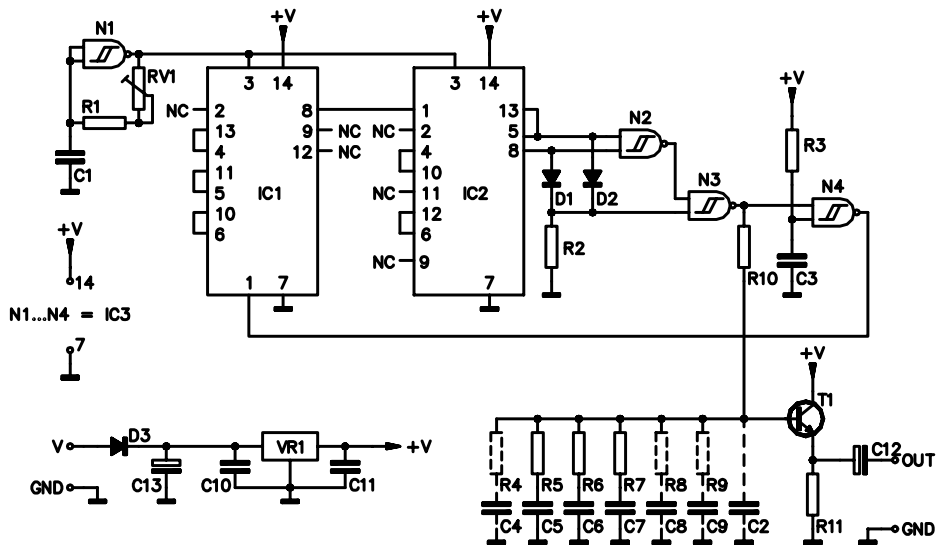 N1
+V
+V
RV1
R1
C1
3 14
3 14
NC 2
13
4
11
5
10
6
8
9 NC
12 NC
IC1
1 7
1
NC 2
4
10
NC 11
12
6
NC 9
13
5
8
IC2
7
N2
D1 D2
R2
N3
R10
+V
R3
N4
C3
+V
14
N1...N4 = IC3
7
V
D3
VR1
+V
GND
C13
C10
C11
R4 R5 R6 R7 R8 R9
C4 C5 C6 C7 C8 C9 C2
+V
T1
C12
OUT
R11
GND